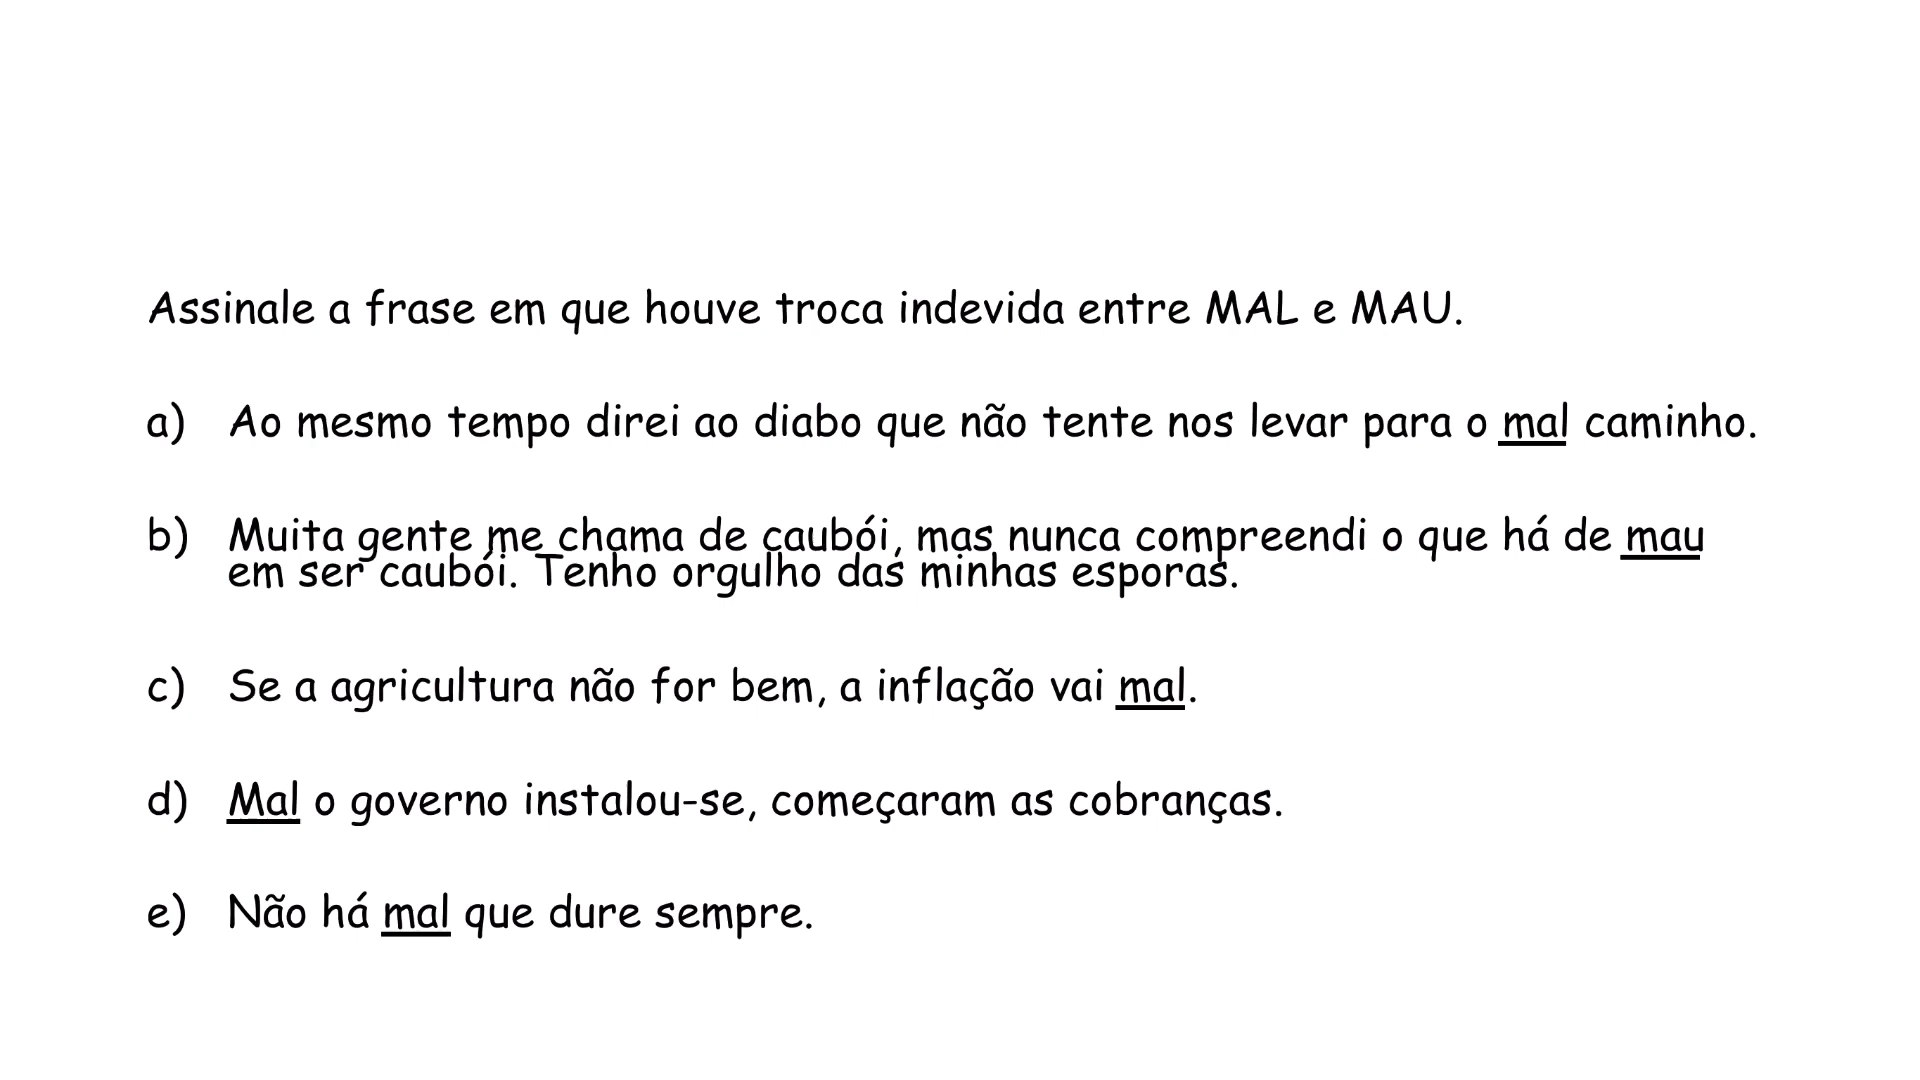 Assinale a frase em que houve troca indevida entre MAL e MAU.
a) Ao mesmo tempo direi ao diabo que não tente nos levar para o mal caminho.
b) Muita gente me chama de caubói, mas nunca compreendi o que há de mau
em ser caubói. Tenho orgulho das minhas esporas.
c) Se a agricultura não for bem, a inflação vai mal.
d) Mal o governo instalou-se, começaram as cobranças.
e) Não há mal que dure sempre.